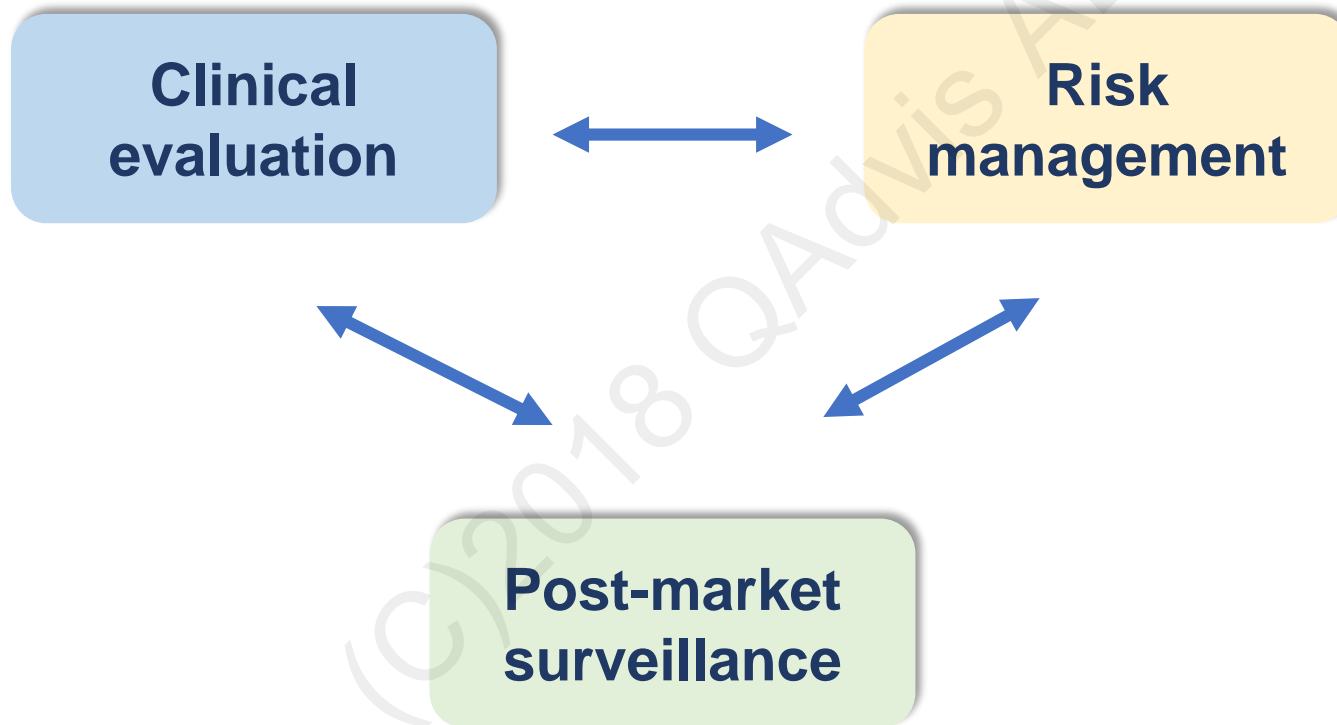 Clinical
evaluation
Risk
management
Post-market
surveillance
(C)2018 QAdvis